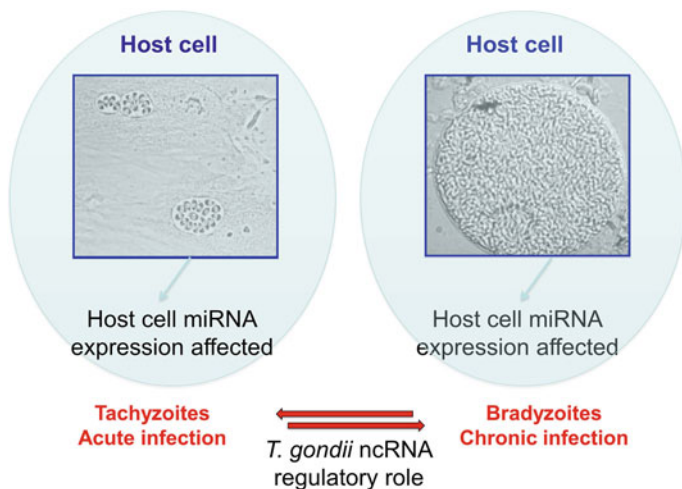 Host cell
Host cell
Host cell miRNA
expression affected
Host cell miRNA
expression affected
Tachyzoites
Acute infection
T. gondii ncRNA
regulatory role
Bradyzoites
Chronic infection